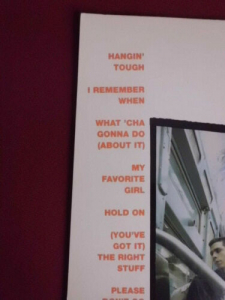 HANGIN'
TOUGH
I REMEMBER
WHEN
WHAT 'CHA
GONNA DO
(ABOUT IT)
MY
FAVORITE
GIRL
HOLD ON
(YOU'VE
GOT IT)
THE RIGHT
STUFF
PLEASE